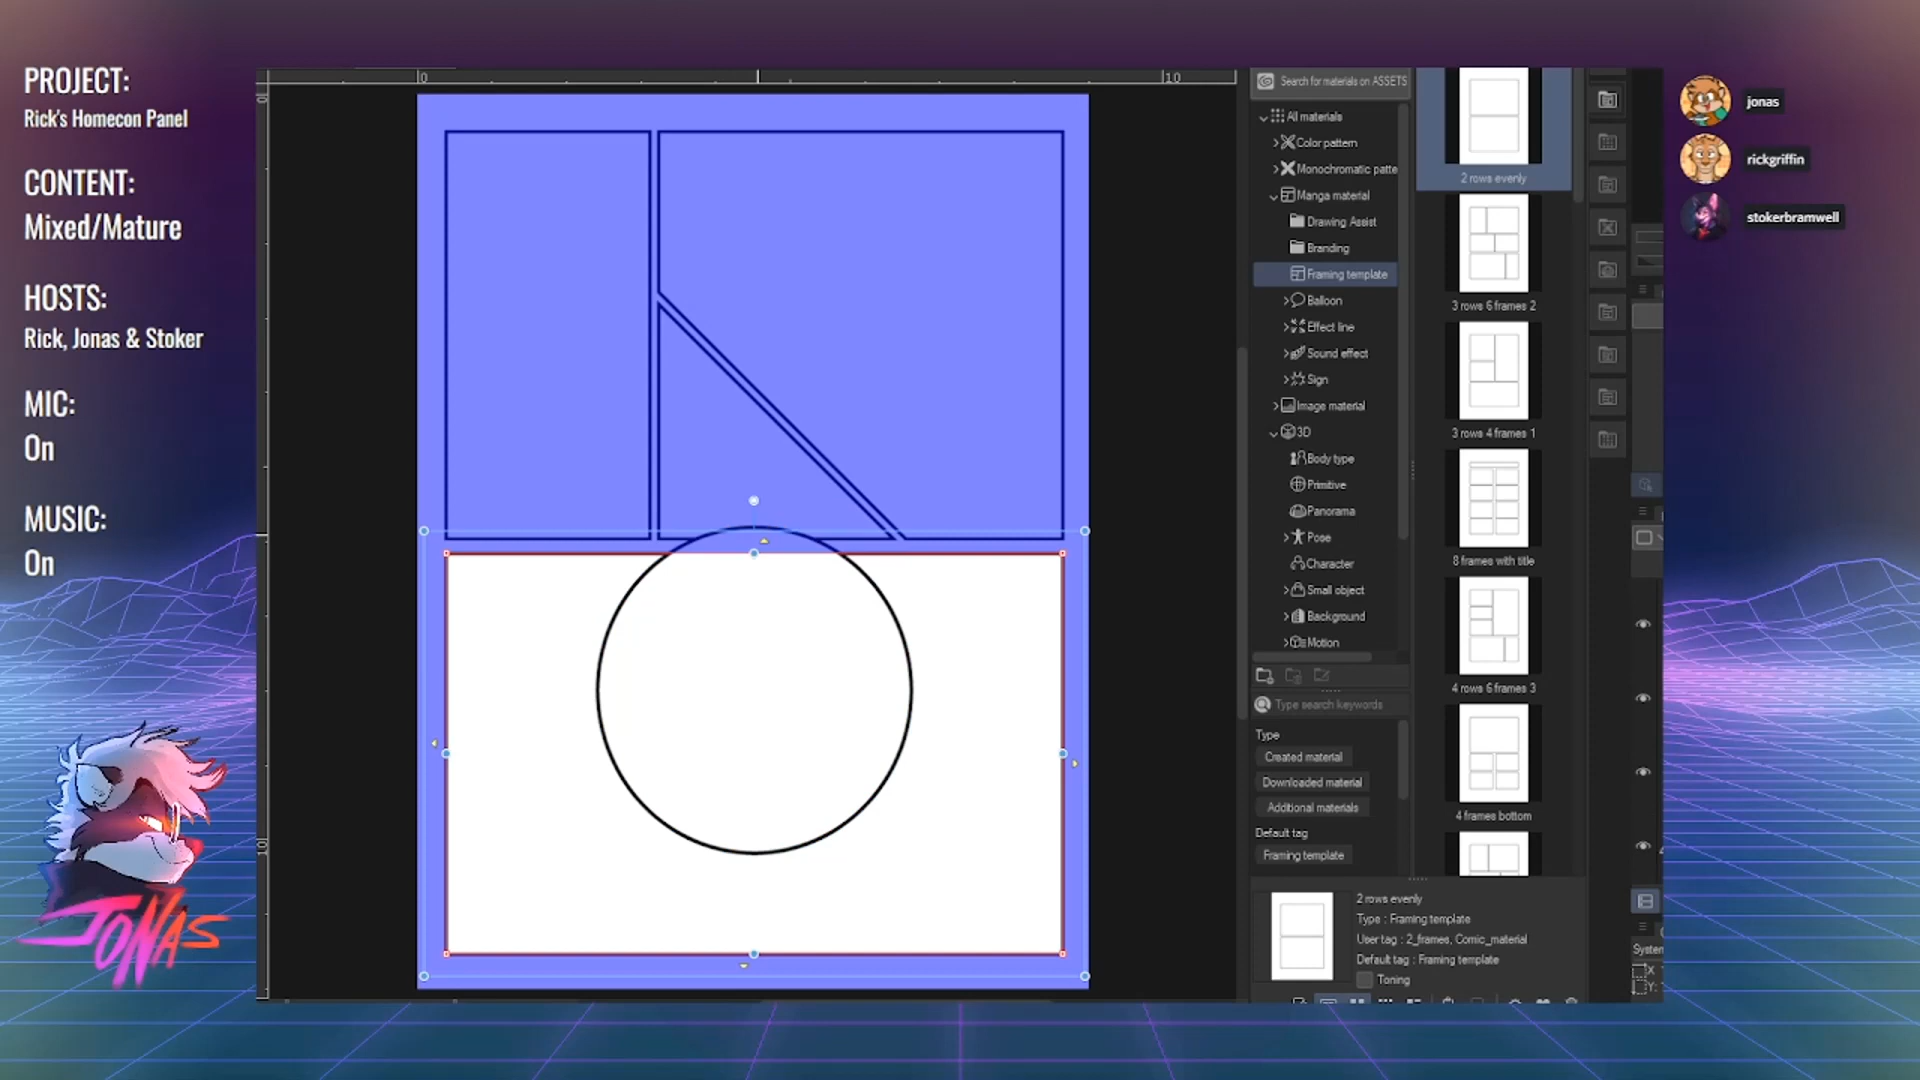 PROJECT:
Rick's Homecon Panel
CONTENT:
Mixed/Mature
HOSTS:
Rick, Jonas & Stoker
MIC:
On
MUSIC:
On
JONAS
0
10
0
10
Search for materials on ASSETS
All materials
Color pattern
Monochromatic patte
Manga material
Drawing Assist
Branding
Framing template
Balloon
Effect line
Sound effect
Sign
Image material
3D
Body type
Primitive
Panorama
Pose
Character
Small object
Background
Motion
Type search keywords
Type
Created material
Downloaded material
Additional materials
Default tag
Framing template
2 rows evenly
3 rows 6 frames 2
3 rows 4 frames 1
8 frames with title
4 rows 6 frames 3
4 frames bottom
2 rows evenly
Type : Framing template
User tag : 2_frames, Comic_material
Default tag : Framing template
Toning
System
X
Y:
jonas
rickgriffin
stokerbramwell